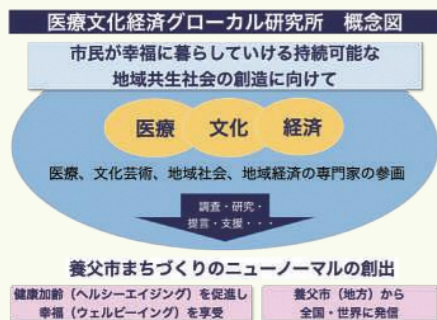 医療文化経済グローカル研究所　概念図
市民が幸福に暮らしていける持続可能な
地域共生社会の創造に向けて
医療 文化 経済
医療、文化芸術、地域社会、地域経済の専門家の参画
調査・研究・
提言・支援・・・
養父市まちづくりのニューノーマルの創出
健康加齢（ヘルシーエイジング）を促進し
幸福（ウェルビーイング）を享受
養父市（地方）から
全国・世界に発信